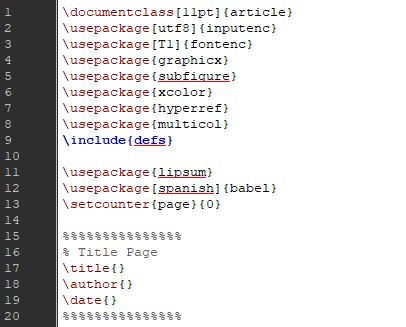 1 \documentclass[11pt]{article}
2 \usepackage[utf8]{inputenc}
3 \usepackage[T1]{fontenc}
4 \usepackage{graphicx}
5 \usepackage{subfigure}
6 \usepackage{xcolor}
7 \usepackage{hyperref}
8 \usepackage{multicol}
9 \include{defs}
10
11 \usepackage{lipsum}
12 \usepackage[spanish]{babel}
13 \setcounter{page}{0}
14
15 %%%%%%%%%%%%%%%
16 % Title Page
17 \title{}
18 \author{}
19 \date{}
20 %%%%%%%%%%%%%%%